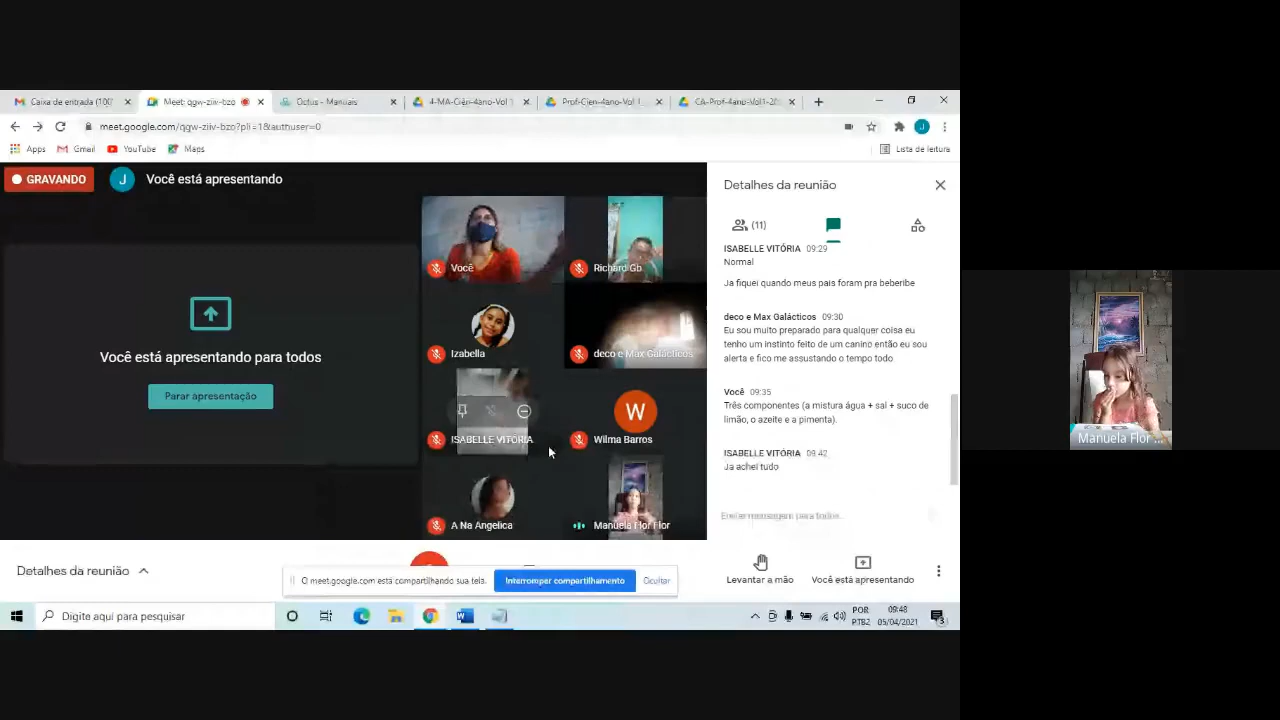 Caixa de entrada (100
Meet: qgw-ziiv-bzo
Octus - Manuais
4-MA-Ciên-4ano-Vol 1
Prof-Cien-4ano-Vol I
CA-Prof-4ano-Vol1-20
meet.google.com/qgw-ziiv-bzo?pli=1&authuser=0
Apps
Gmail
YouTube
Maps
Lista de leitura
GRAVANDO
J
Você está apresentando
Você está apresentando para todos
Parar apresentação
Você
Richard Gb
Izabella
deco e Max Galácticos
ISABELLE VITÓRIA
W
Wilma Barros
A Na Angelica
Manuela Flor Flor
Detalhes da reunião
(11)
ISABELLE VITÓRIA 09:29
Normal
Ja fiquei quando meus pais foram pra beberibe
deco e Max Galácticos 09:30
Eu sou muito preparado para qualquer coisa eu
tenho um instinto feito de um canino então eu sou
alerta e fico me assustando o tempo todo
Você 09:35
Três componentes (a mistura água + sal + suco de
limão, o azeite e a pimenta).
ISABELLE VITÓRIA 09:42
Ja achei tudo
Enviar mensagem para todos
Detalhes da reunião
O meet.google.com está compartilhando sua tela.
Interromper compartilhamento
Ocultar
Levantar a mão
Você está apresentando
Digite aqui para pesquisar
POR
PTB2
09:48
05/04/2021
3
Manuela Flor ...